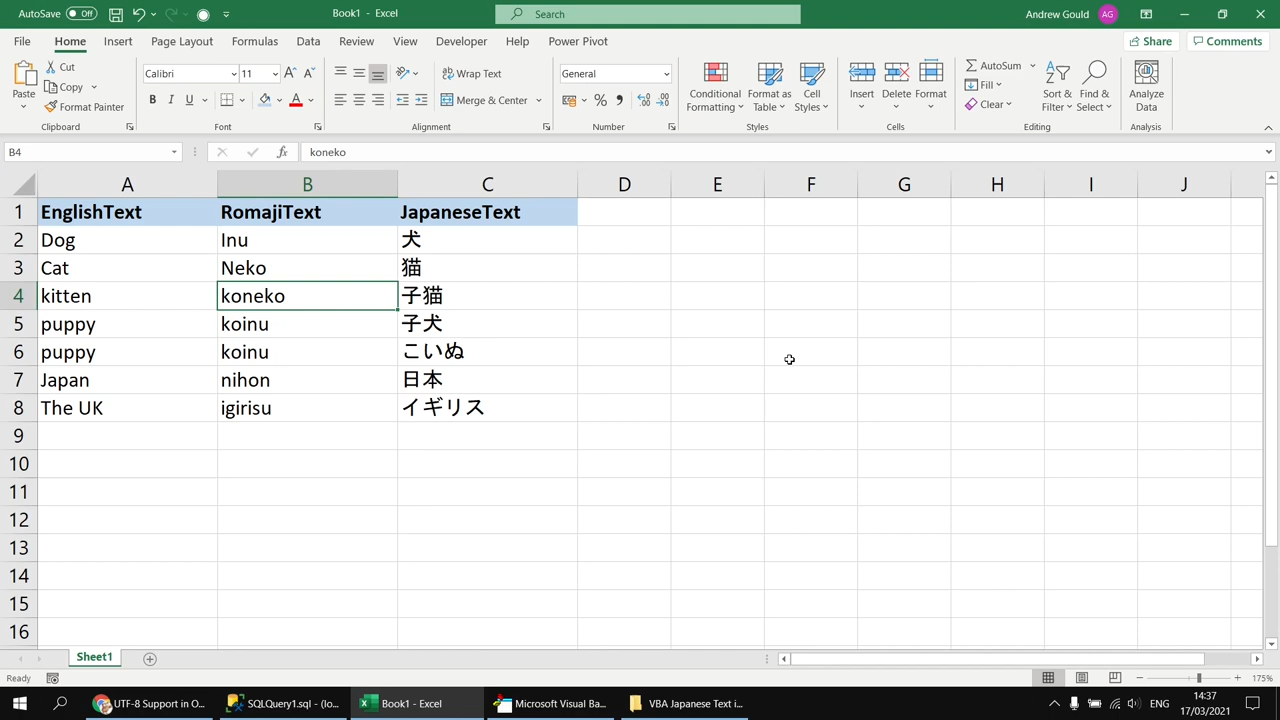 AutoSave Off Book1 - Excel Search Andrew Gould AG
File Home Insert Page Layout Formulas Data Review View Developer Help Power Pivot Share Comments
Paste Cut Copy Format Painter Clipboard
Calibri 11 A A B I U A Font
ab Wrap Text Merge & Center Alignment
General % , Number
Conditional Formatting Format as Table Cell Styles Styles
Insert Delete Format Cells
AutoSum Fill Clear Sort & Filter Find & Select Editing
Analyze Data Analysis
B4 fx koneko
A B C D E F G H I J
1 EnglishText RomajiText JapaneseText
2 Dog Inu 犬
3 Cat Neko 猫
4 kitten koneko 子猫
5 puppy koinu 子犬
6 puppy koinu こいぬ
7 Japan nihon 日本
8 The UK igirisu イギリス
9
10
11
12
13
14
15
16
Sheet1
Ready 175%
UTF-8 Support in O... SQLQuery1.sql - (lo... Book1 - Excel Microsoft Visual Ba... VBA Japanese Text i... ENG 14:37
17/03/2021